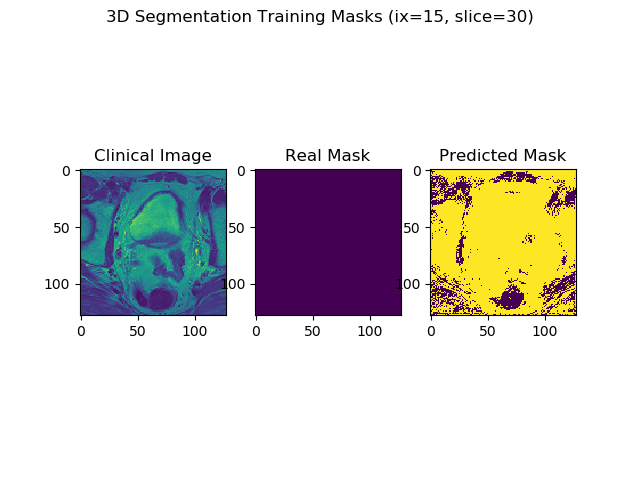 3D Segmentation Training Masks (ix=15, slice=30)
Clinical Image Real Mask Predicted Mask
0 0 0
50 50 50
100 100 100
0 50 100 0 50 100 0 50 100